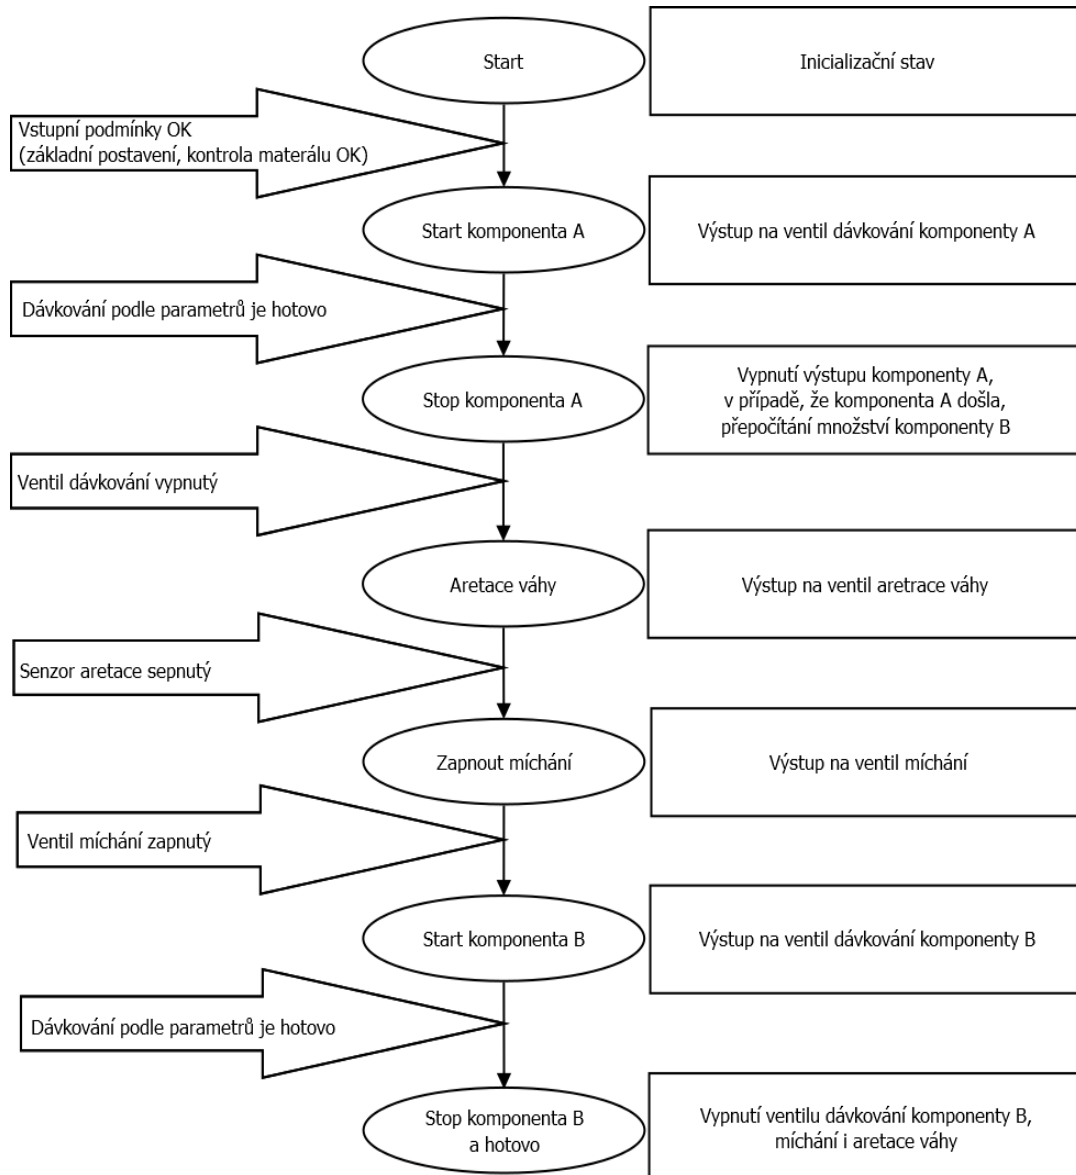 Start
Inicializační stav
Vstupní podmínky OK
(základní postavení, kontrola materálu OK)
Start komponenta A
Výstup na ventil dávkování komponenty A
Dávkování podle parametrů je hotovo
Stop komponenta A
Vypnutí výstupu komponenty A,
v případě, že komponenta A došla,
přepočítání množství komponenty B
Ventil dávkování vypnutý
Aretace váhy
Výstup na ventil aretrace váhy
Senzor aretace sepnutý
Zapnout míchání
Výstup na ventil míchání
Ventil míchání zapnutý
Start komponenta B
Výstup na ventil dávkování komponenty B
Dávkování podle parametrů je hotovo
Stop komponenta B
a hotovo
Vypnutí ventilu dávkování komponenty B,
míchání i aretace váhy